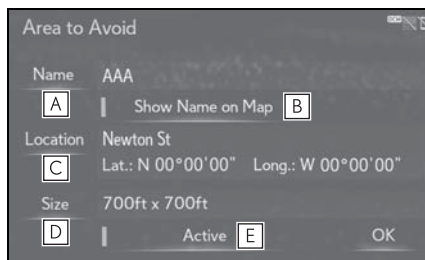 Area to Avoid
Name AAA
A Show Name on Map B
Location Newton St
C Lat.: N 00°00'00" Long.: W 00°00'00"
Size 700ft x 700ft
D Active E OK